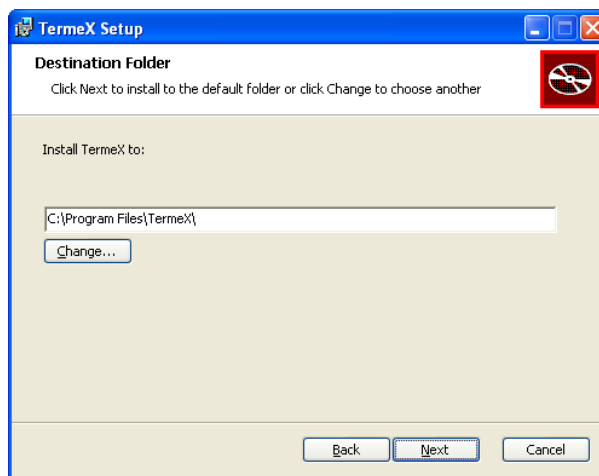 TermeX Setup
Destination Folder
Click Next to install to the default folder or click Change to choose another
Install TermeX to:
C:\Program Files\TermeX\
Change...
Back Next Cancel